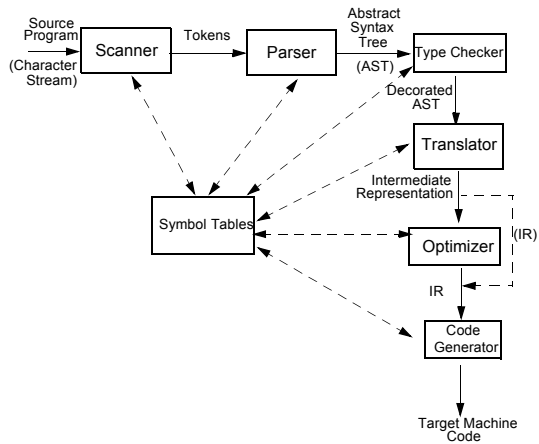 Source
Program
(Character
Stream)
Scanner
Tokens
Parser
Abstract
Syntax
Tree
(AST)
Type Checker
Decorated
AST
Translator
Intermediate
Representation
Symbol Tables
(IR)
Optimizer
IR
Code
Generator
Target Machine
Code